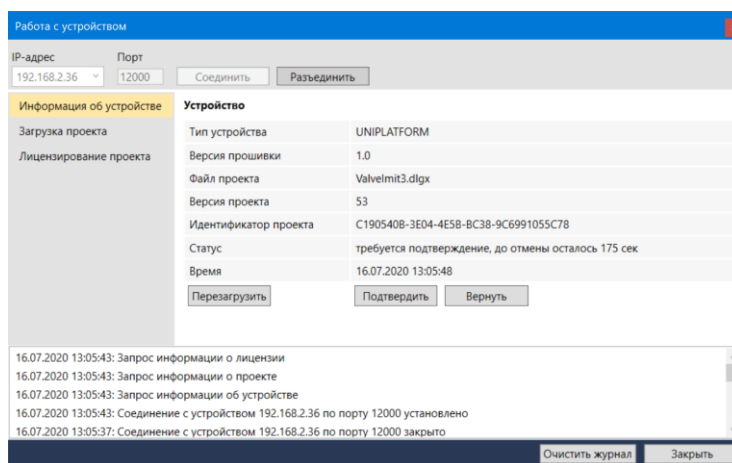 Работа с устройством
IP-адрес Порт
192.168.2.36 12000 Соединить Разъединить
Информация об устройстве
Загрузка проекта
Лицензирование проекта
Устройство
Тип устройства UNIPLATFORM
Версия прошивки 1.0
Файл проекта Valvelmit3.dlgx
Версия проекта 53
Идентификатор проекта C190540B-3E04-4E5B-BC38-9C6991055C78
Статус требуется подтверждение, до отмены осталось 175 сек
Время 16.07.2020 13:05:48
Перезагрузить Подтвердить Вернуть
16.07.2020 13:05:43: Запрос информации о лицензии
16.07.2020 13:05:43: Запрос информации о проекте
16.07.2020 13:05:43: Запрос информации об устройстве
16.07.2020 13:05:43: Соединение с устройством 192.168.2.36 по порту 12000 установлено
16.07.2020 13:05:37: Соединение с устройством 192.168.2.36 по порту 12000 закрыто
Очистить журнал Закрыть